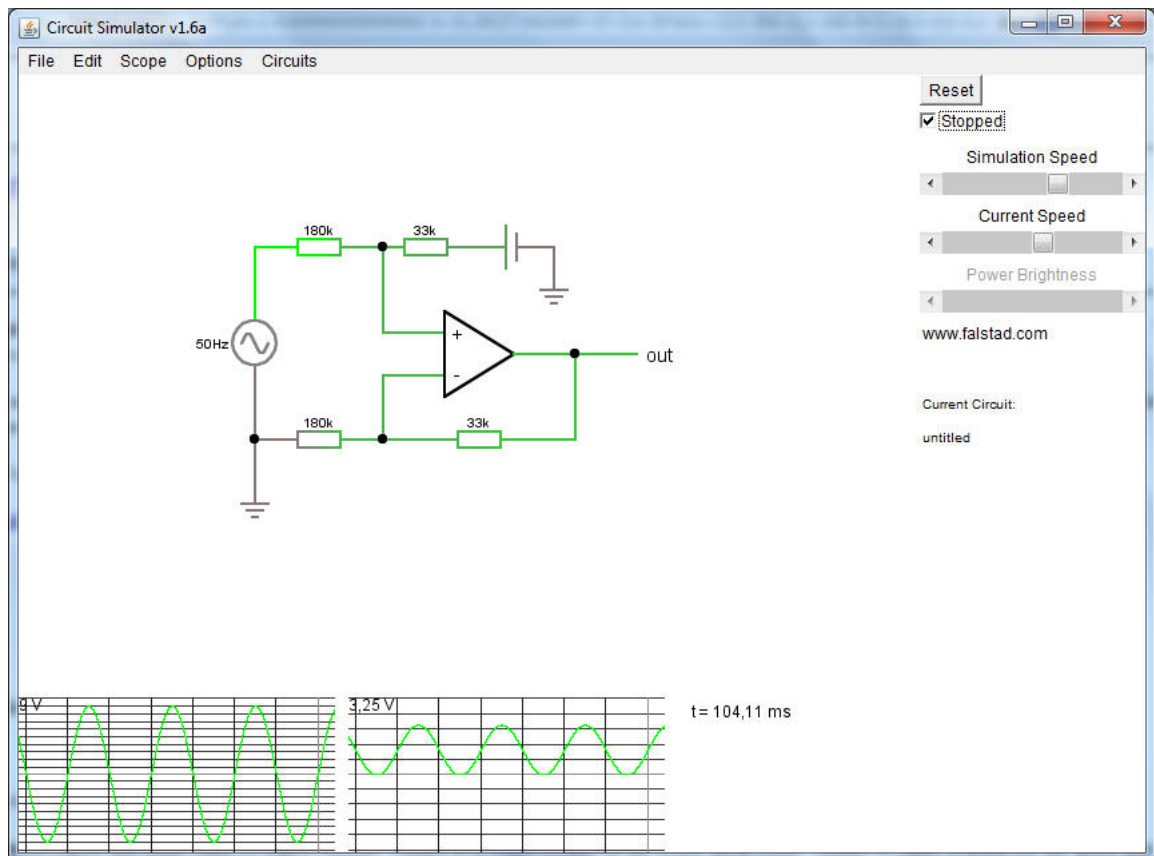 Circuit Simulator v1.6a
File Edit Scope Options Circuits
Reset
Stopped
Simulation Speed
Current Speed
Power Brightness
www.falstad.com
Current Circuit:
untitled
180k 33k
50Hz
+
-
out
180k 33k
9 V 3,25 V
t = 104,11 ms